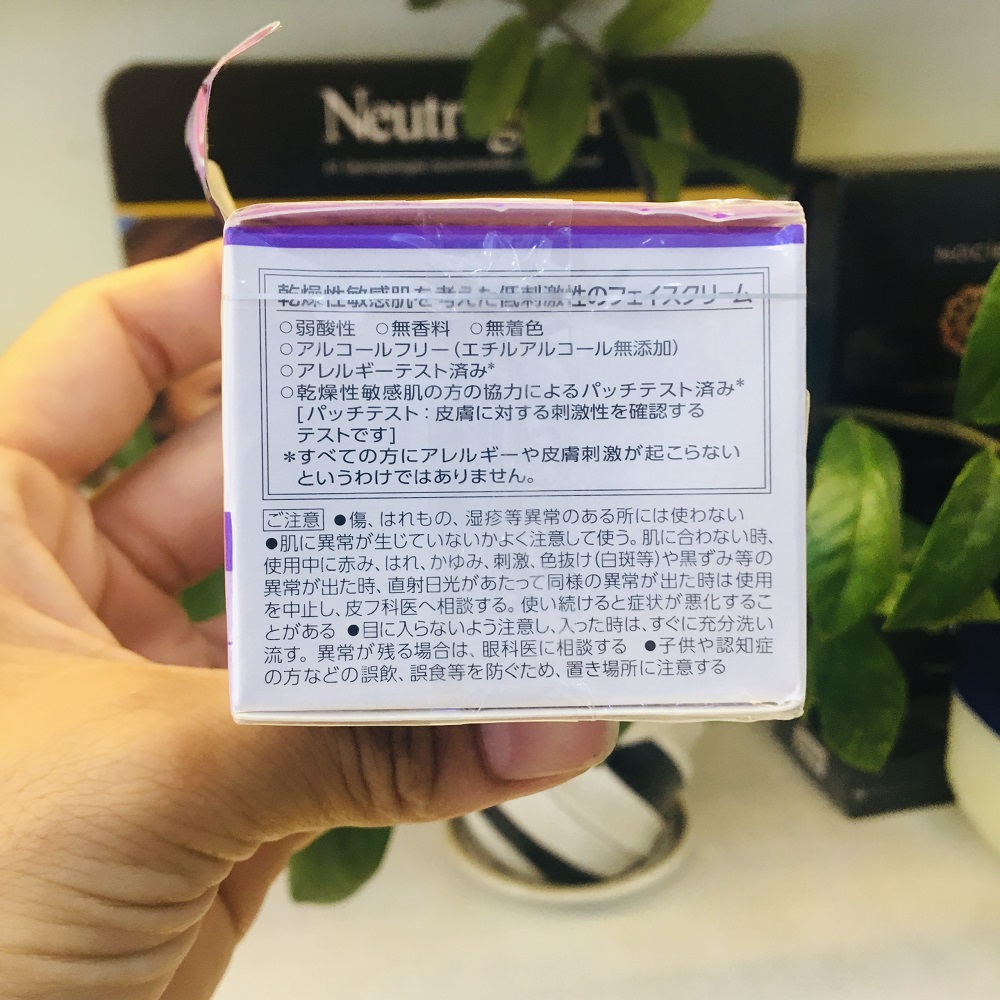 乾燥性敏感肌を考えた低刺激性のフェイスクリーム
○弱酸性 ○無香料 ○無着色
○アルコールフリー(エチルアルコール無添加)
○アレルギーテスト済み*
○乾燥性敏感肌の方の協力によるパッチテスト済み*
[パッチテスト:皮膚に対する刺激性を確認する
テストです]
*すべての方にアレルギーや皮膚刺激が起こらない
というわけではありません。
ご注意 ●傷、はれもの、湿疹等異常のある所には使わない
●肌に異常が生じていないかよく注意して使う。肌に合わない時、
使用中に赤み、はれ、かゆみ、刺激、色抜け(白斑等)や黒ずみ等の
異常が出た時、直射日光があたって同様の異常が出た時は使用
を中止し、皮フ科医へ相談する。使い続けると症状が悪化するこ
とがある ●目に入らないよう注意し、入った時は、すぐに充分洗い
流す。異常が残る場合は、眼科医に相談する ●子供や認知症
の方などの誤飲、誤食等を防ぐため、置き場所に注意する